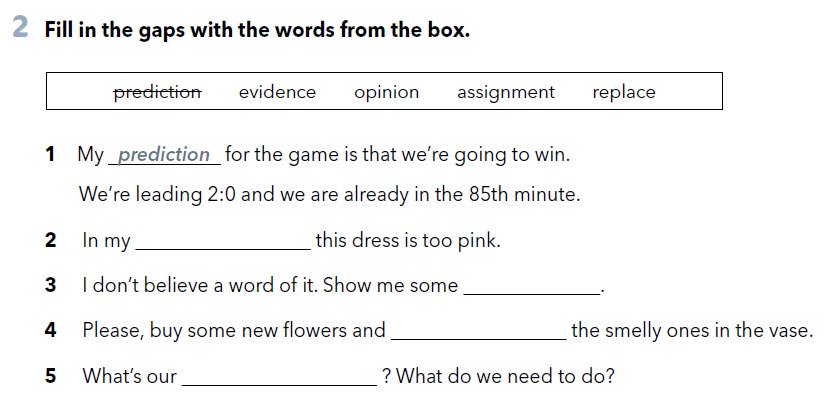 2 Fill in the gaps with the words from the box.
prediction evidence opinion assignment replace
1 My prediction for the game is that we're going to win.
We're leading 2:0 and we are already in the 85th minute.
2 In my _________________ this dress is too pink.
3 I don't believe a word of it. Show me some _____________.
4 Please, buy some new flowers and _________________ the smelly ones in the vase.
5 What's our ___________________ ? What do we need to do?